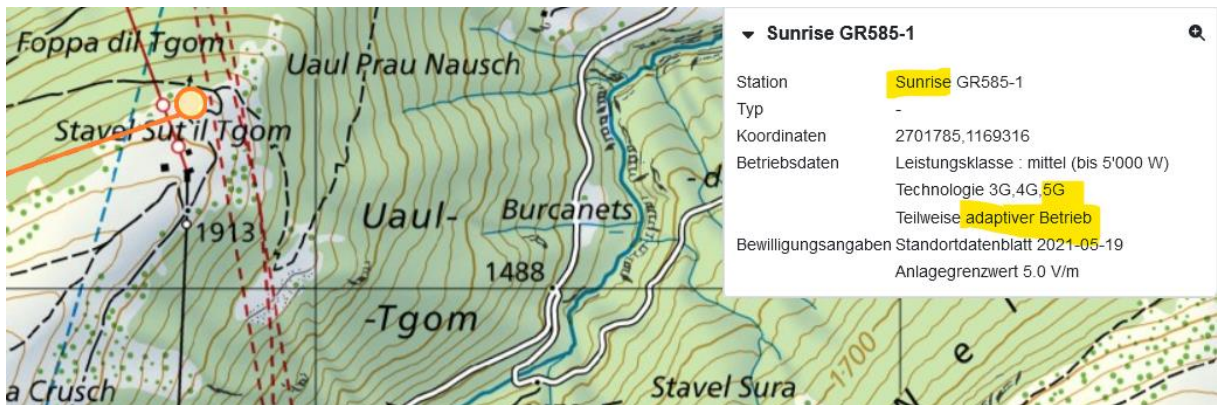 Foppa dil Tgom
Uaul Prau Nausch
Stavel Sut il Tgom
1913
Uaul-
Burcanets
- d
1488
-Tgom
1700
e
w
Stavel Sura
a Crusch
Sunrise GR585-1
Station Sunrise GR585-1
Typ -
Koordinaten 2701785,1169316
Betriebsdaten Leistungsklasse : mittel (bis 5'000 W)
Technologie 3G,4G,5G
Teilweise adaptiver Betrieb
Bewilligungsangaben Standortdatenblatt 2021-05-19
Anlagegrenzwert 5.0 V/m